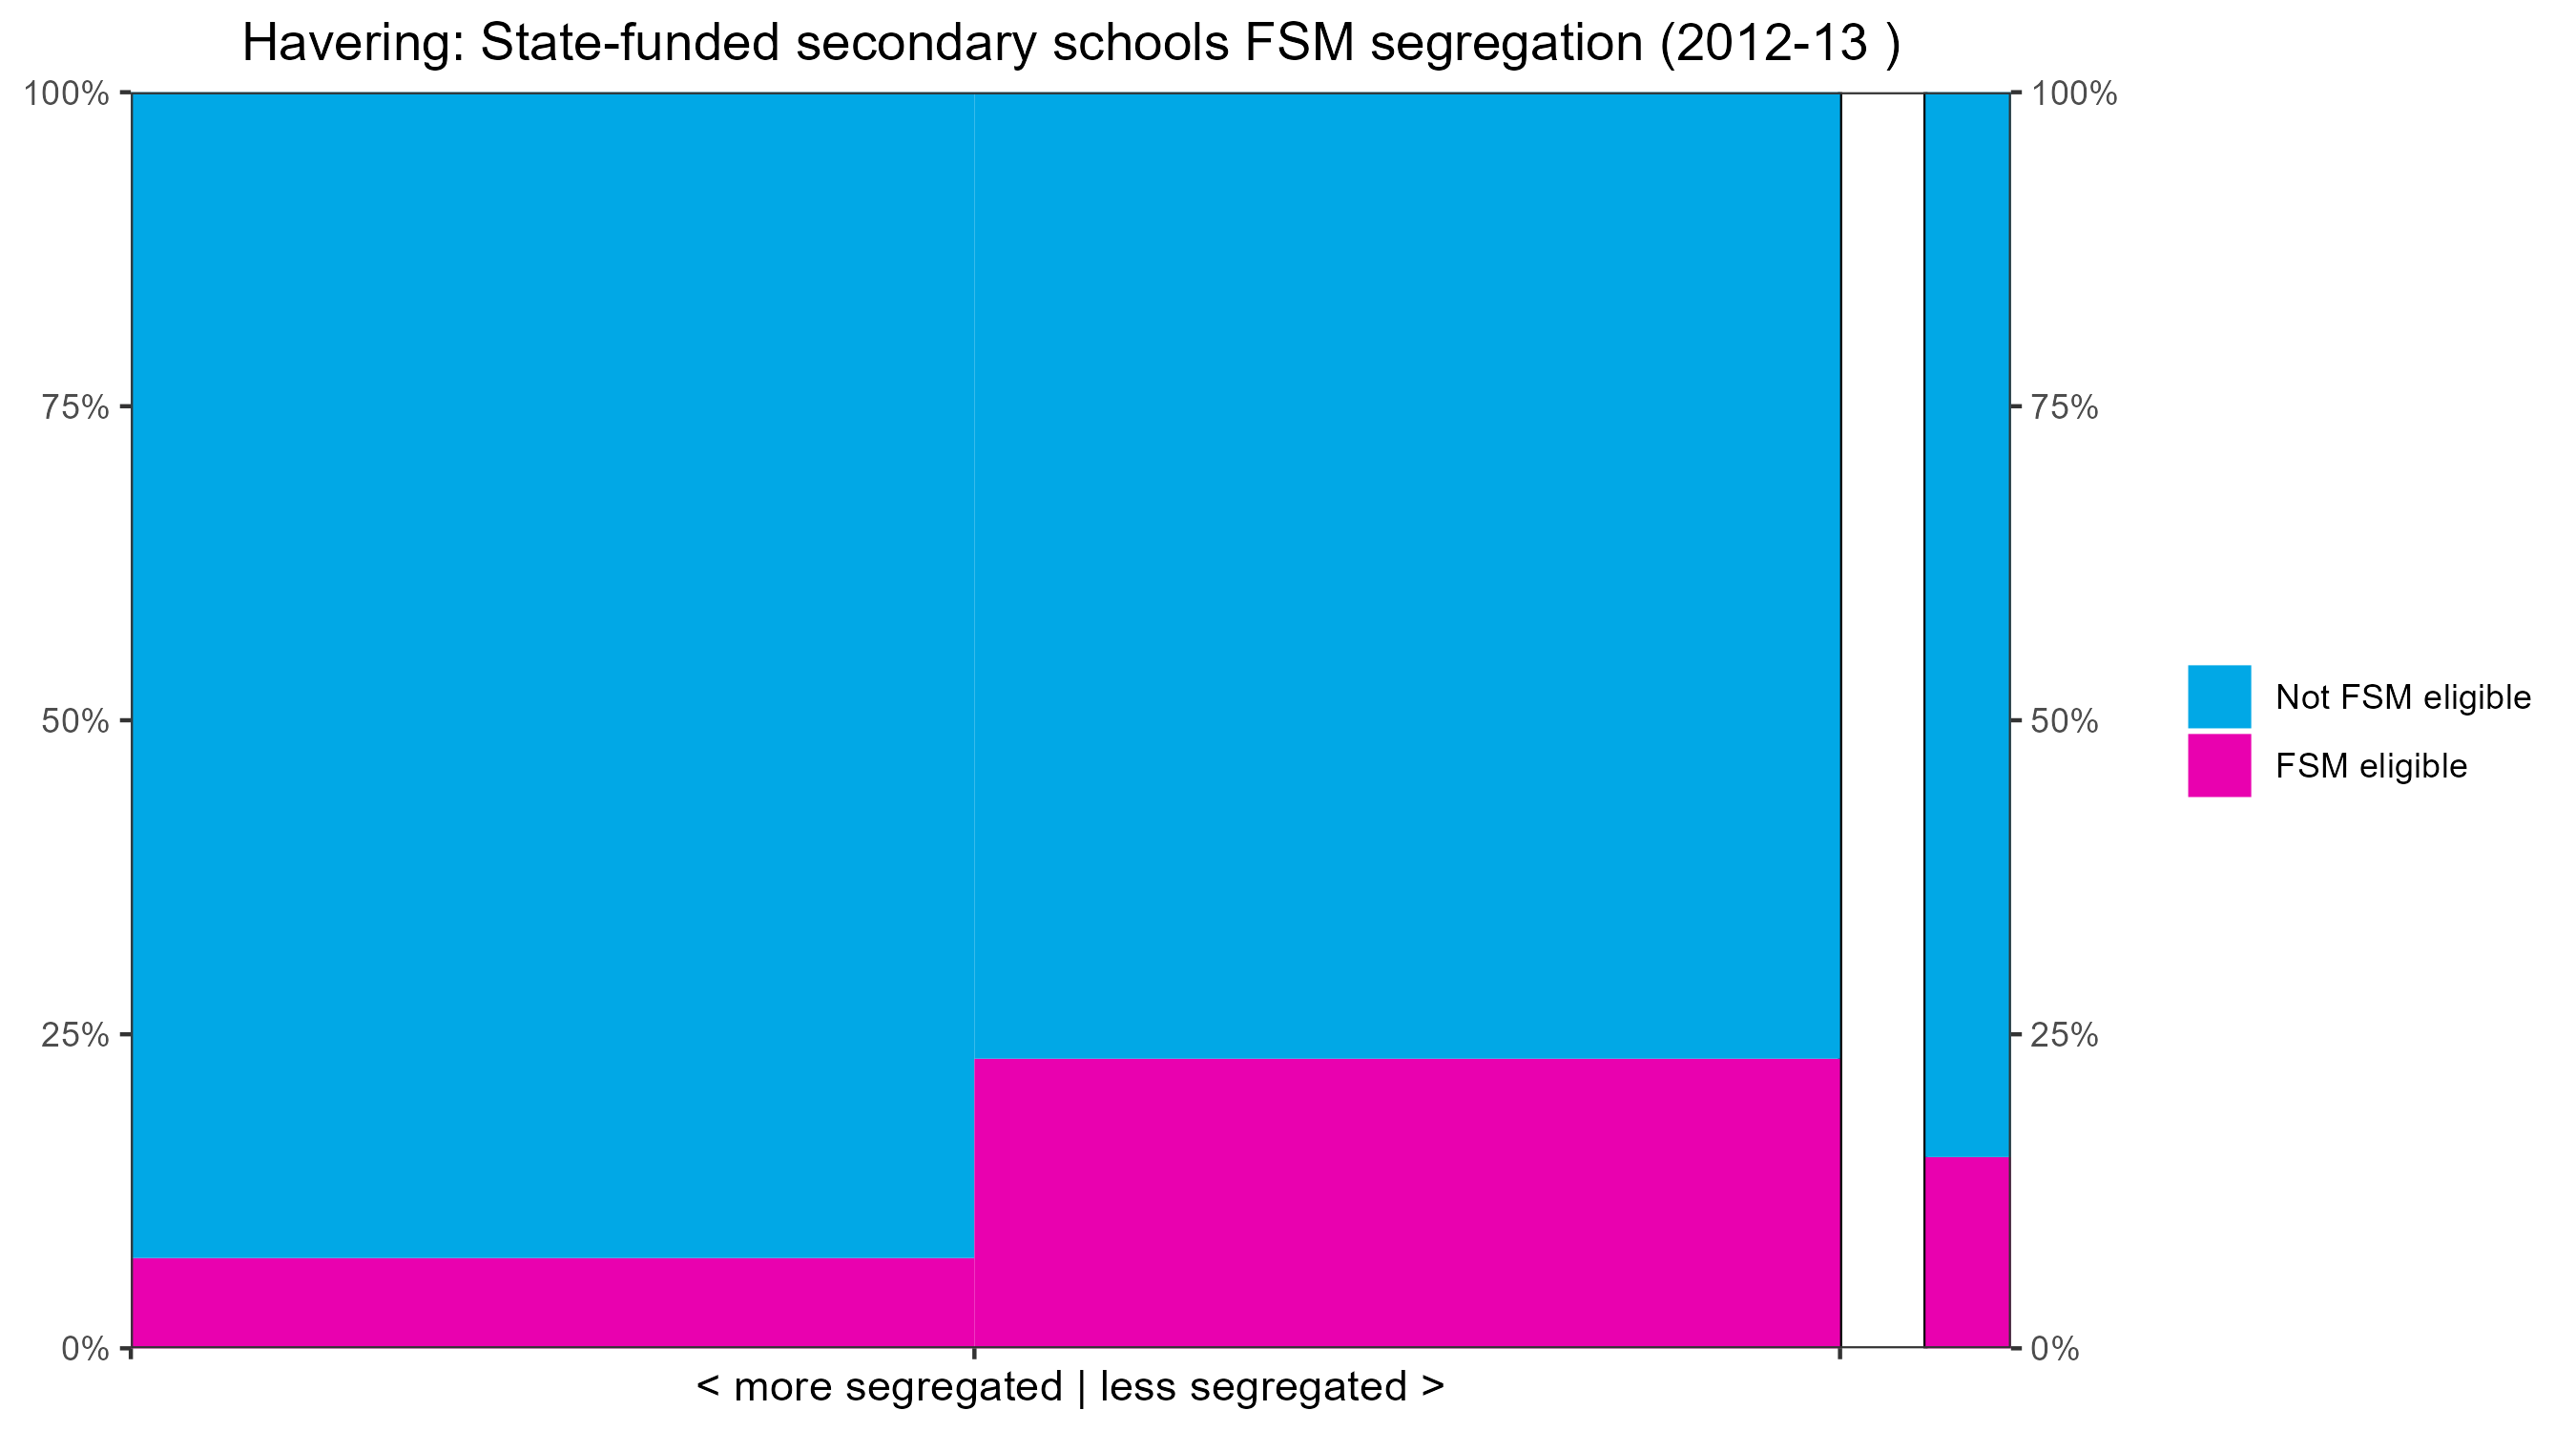 Havering: State-funded secondary schools FSM segregation (2012-13 )
100%
75%
50%
25%
0%
100%
75%
50%
25%
0%
Not FSM eligible
FSM eligible
< more segregated | less segregated >